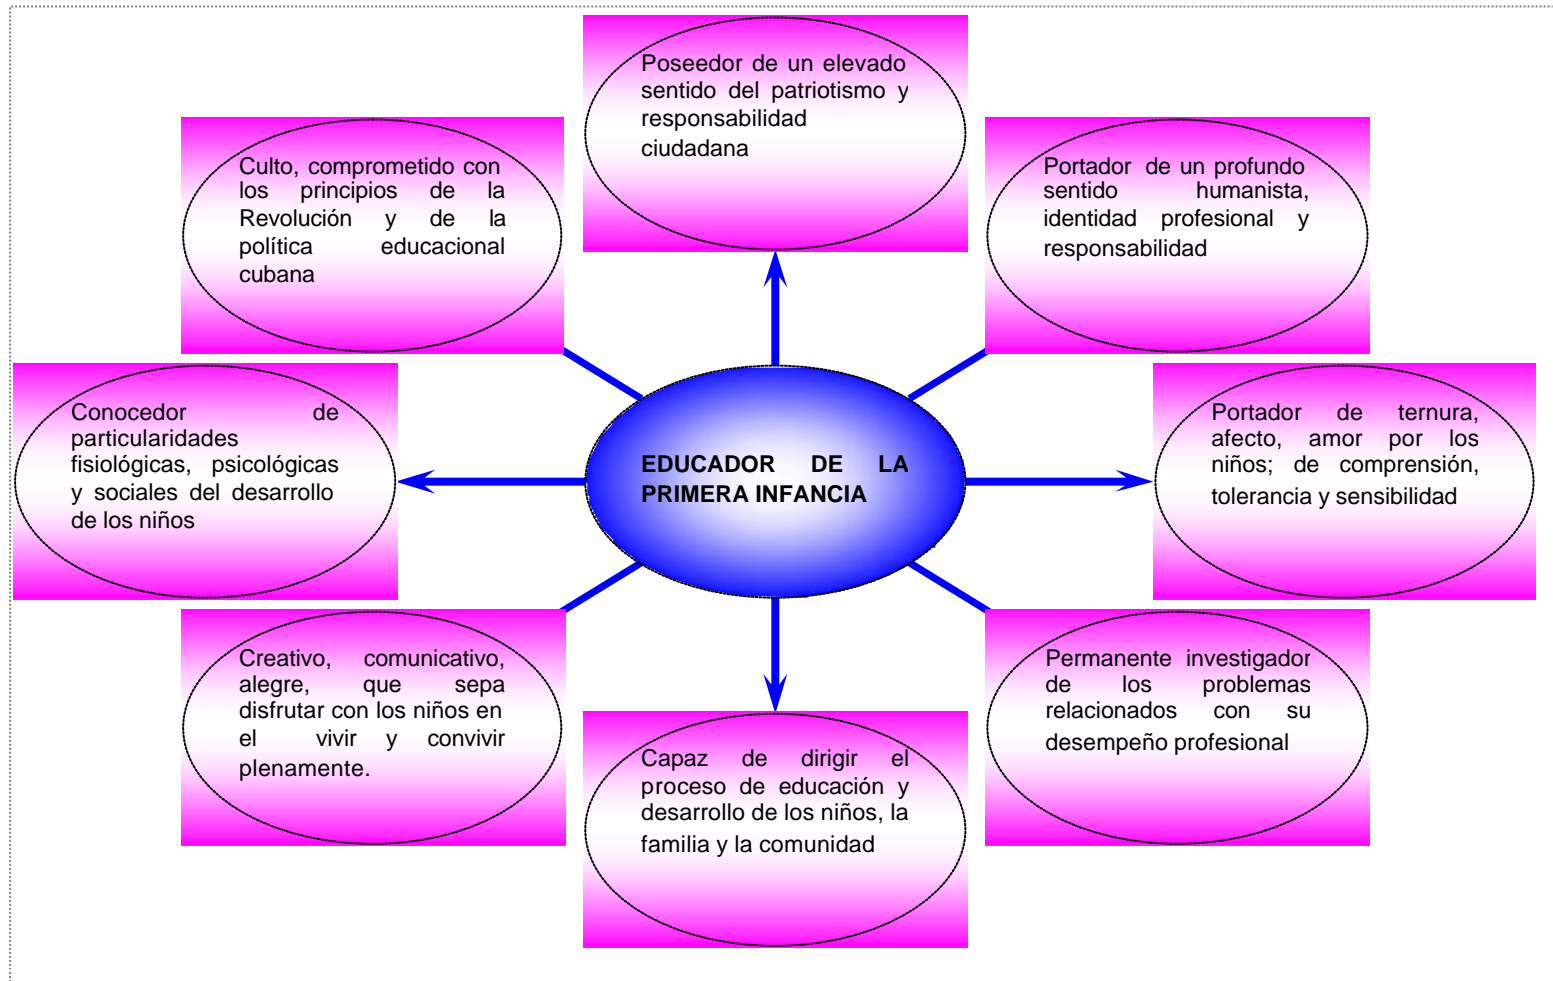 Poseedor de un elevado
sentido del patriotismo y
responsabilidad
ciudadana
Culto, comprometido con
los principios de la
Revolución y de la
política educacional
cubana
Portador de un profundo
sentido humanista,
identidad profesional y
responsabilidad
Conocedor de
particularidades
fisiológicas, psicológicas
y sociales del desarrollo
de los niños
EDUCADOR DE LA
PRIMERA INFANCIA
Portador de ternura,
afecto, amor por los
niños; de comprensión,
tolerancia y sensibilidad
Creativo, comunicativo,
alegre, que sepa
disfrutar con los niños en
el vivir y convivir
plenamente.
Capaz de dirigir el
proceso de educación y
desarrollo de los niños, la
familia y la comunidad
Permanente investigador
de los problemas
relacionados con su
desempeño profesional